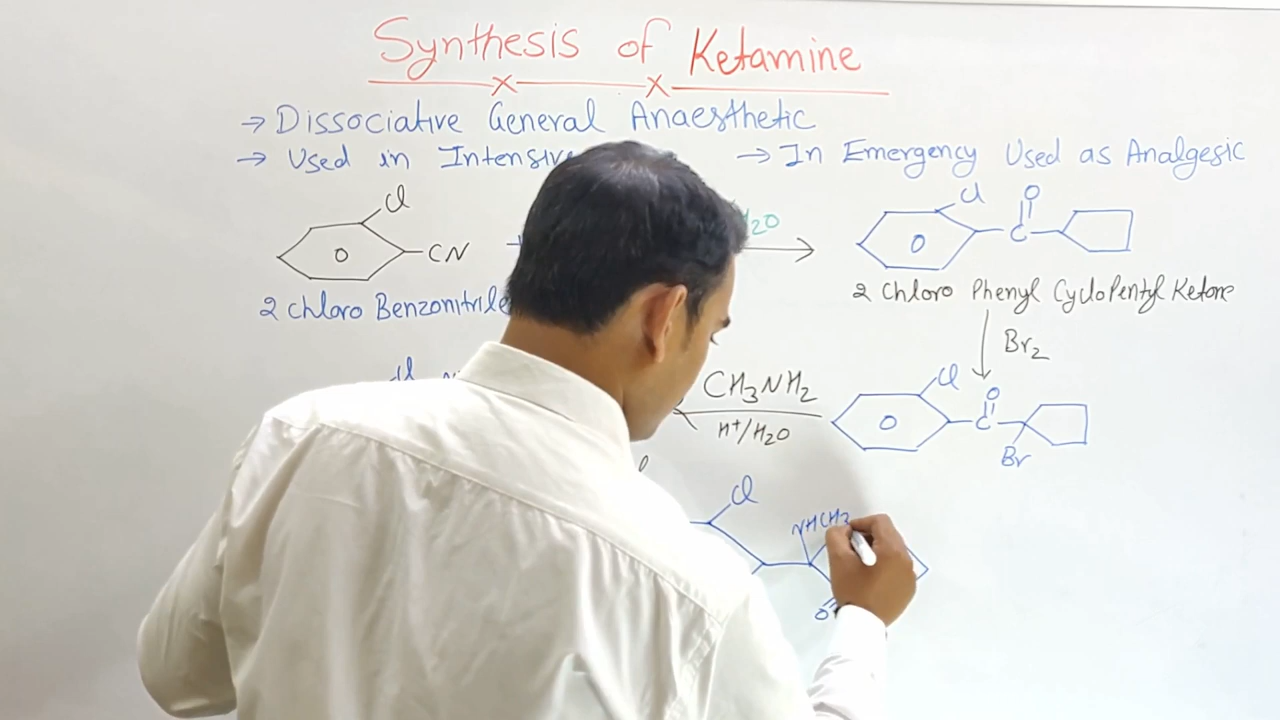 Synthesis of Ketamine
→ Dissociative General Anaesthetic
→ Used in Intensive
→ In Emergency Used as Analgesic
Cl
O
CN
2 Chloro Benzonitrile
+
H2O
Cl
O
O
C
2 Chloro Phenyl Cyclopentyl Ketone
Br2
CH3NH2
H+/H2O
Cl
O
O
C
Br
Cl
NHCH3
O